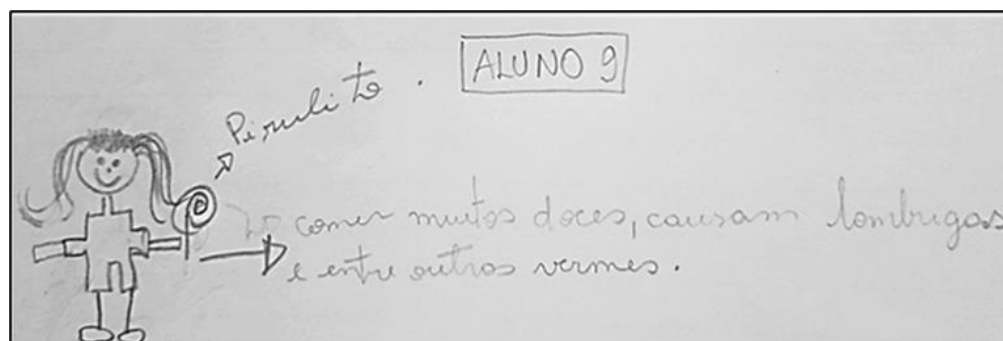 ALUNO 9
Pirulito.
comer muitos doces, causam lombrigas
e entre outros vermes.